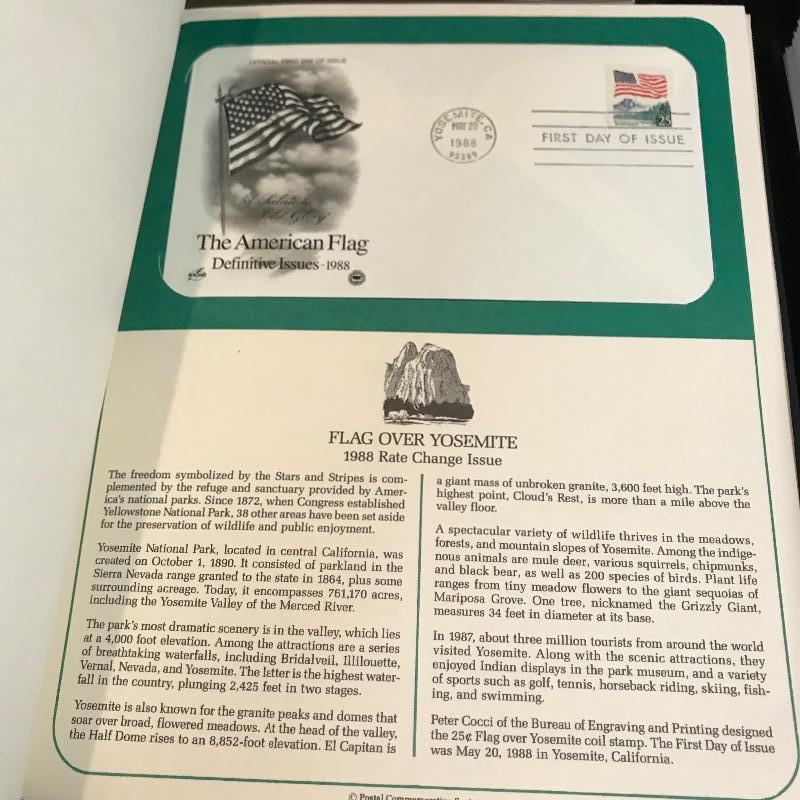 OFFICIAL FIRST DAY OF ISSUE
A Salute to
Old Glory
The American Flag
Definitive Issues - 1988
YOSEMITE, CA
MAY 20
1988
95389
25
FIRST DAY OF ISSUE
FLAG OVER YOSEMITE
1988 Rate Change Issue
The freedom symbolized by the Stars and Stripes is com-
plemented by the refuge and sanctuary provided by Amer-
ica's national parks. Since 1872, when Congress established
Yellowstone National Park, 38 other areas have been set aside
for the preservation of wildlife and public enjoyment.
Yosemite National Park, located in central California, was
created on October 1, 1890. It consisted of parkland in the
Sierra Nevada range granted to the state in 1864, plus some
surrounding acreage. Today, it encompasses 761,170 acres,
including the Yosemite Valley of the Merced River.
The park's most dramatic scenery is in the valley, which lies
at a 4,000 foot elevation. Among the attractions are a series
of breathtaking waterfalls, including Bridalveil, Illilouette,
Vernal, Nevada, and Yosemite. The letter is the highest water-
fall in the country, plunging 2,425 feet in two stages.
Yosemite is also known for the granite peaks and domes that
soar over broad, flowered meadows. At the head of the valley,
the Half Dome rises to an 8,852-foot elevation. El Capitan is
a giant mass of unbroken granite, 3,600 feet high. The park's
highest point, Cloud's Rest, is more than a mile above the
valley floor.
A spectacular variety of wildlife thrives in the meadows,
forests, and mountain slopes of Yosemite. Among the indige-
nous animals are mule deer, various squirrels, chipmunks,
and black bear, as well as 200 species of birds. Plant life
ranges from tiny meadow flowers to the giant sequoias of
Mariposa Grove. One tree, nicknamed the Grizzly Giant,
measures 34 feet in diameter at its base.
In 1987, about three million tourists from around the world
visited Yosemite. Along with the scenic attractions, they
enjoyed Indian displays in the park museum, and a variety
of sports such as golf, tennis, horseback riding, skiing, fish-
ing, and swimming.
Peter Cocci of the Bureau of Engraving and Printing designed
the 25¢ Flag over Yosemite coil stamp. The First Day of Issue
was May 20, 1988 in Yosemite, California.
© Postal Commemorative